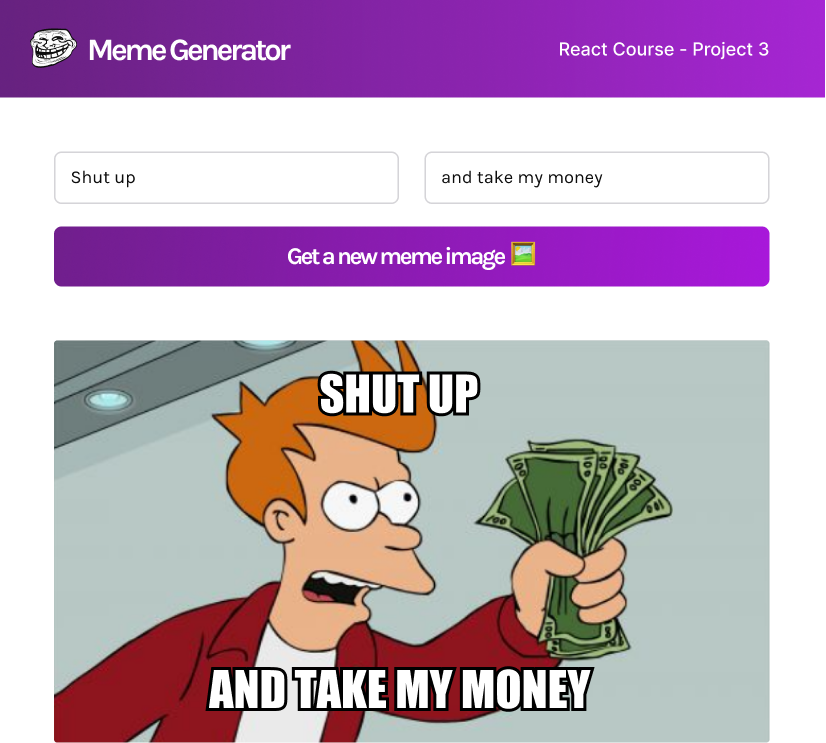 Meme Generator
React Course - Project 3
Shut up
and take my money
Get a new meme image
SHUT UP
AND TAKE MY MONEY